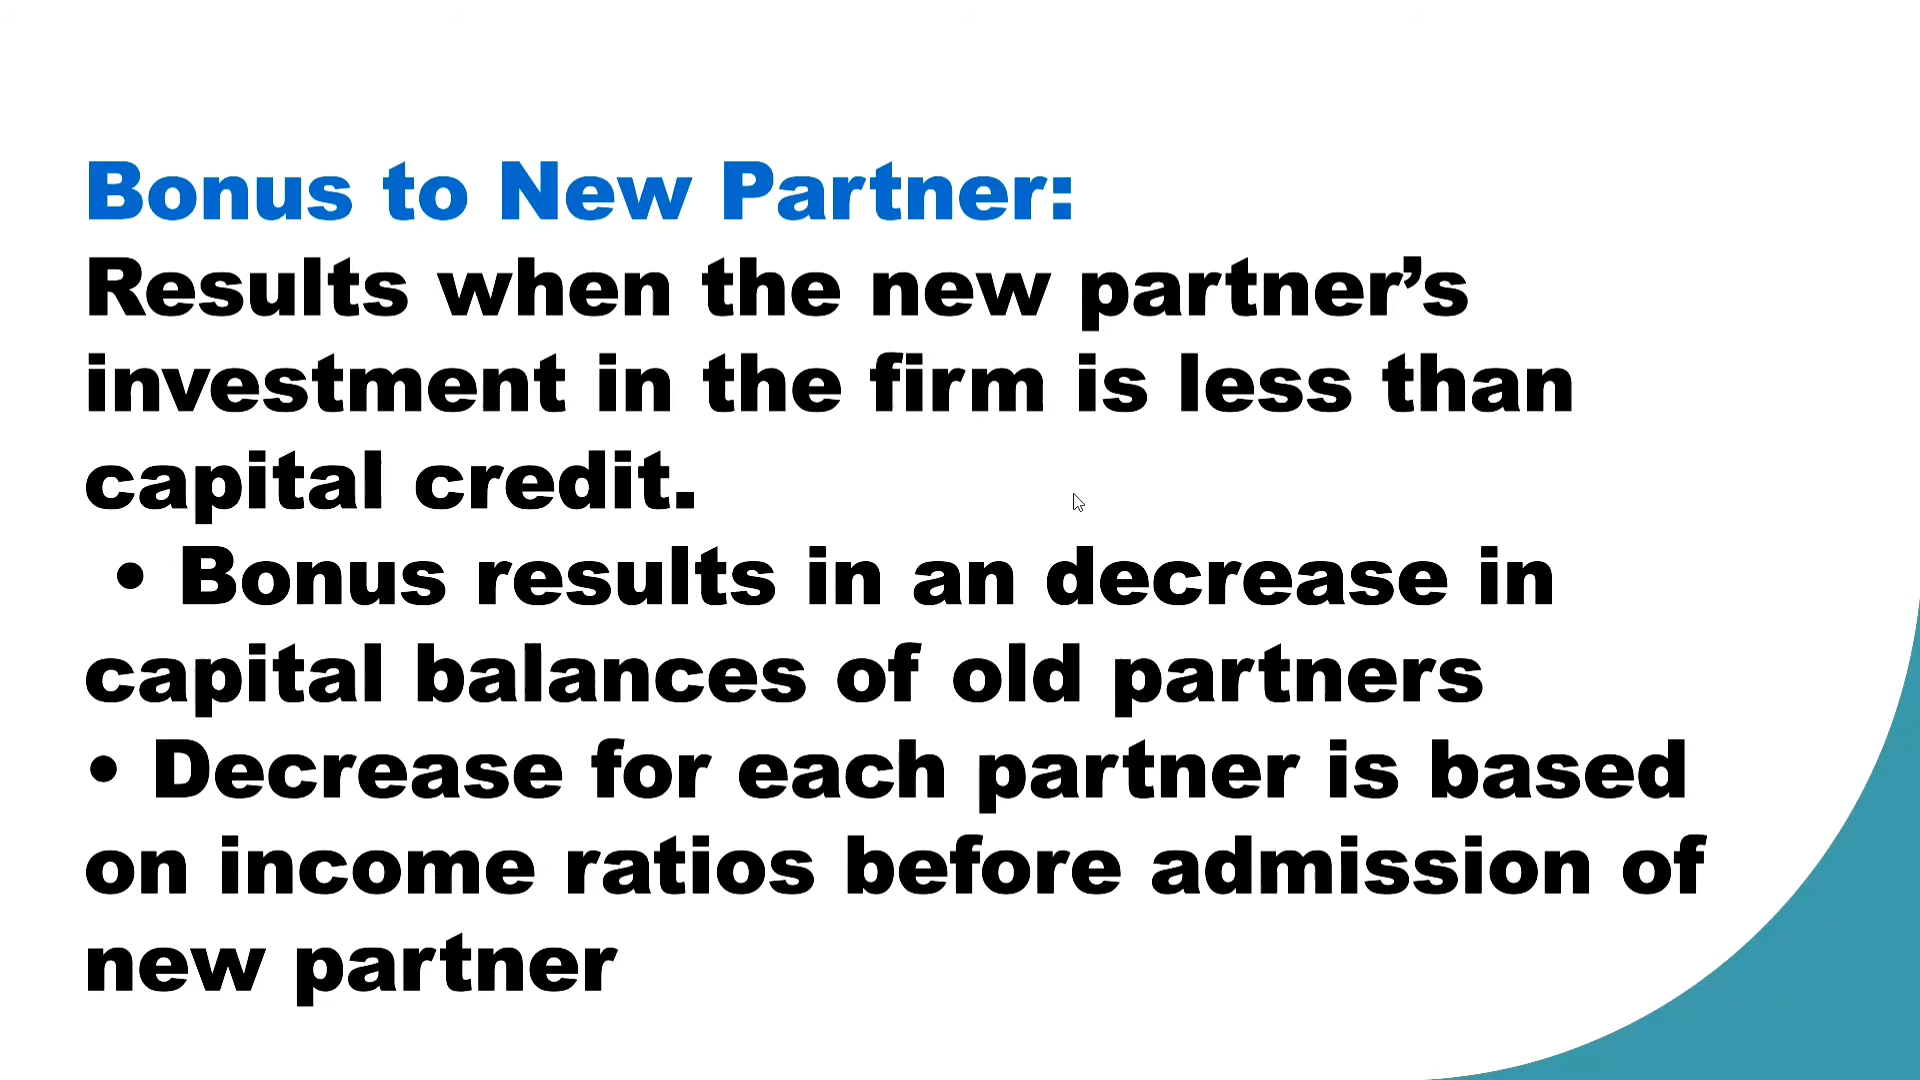 Bonus to New Partner:
Results when the new partner’s
investment in the firm is less than
capital credit.
• Bonus results in an decrease in
capital balances of old partners
• Decrease for each partner is based
on income ratios before admission of
new partner